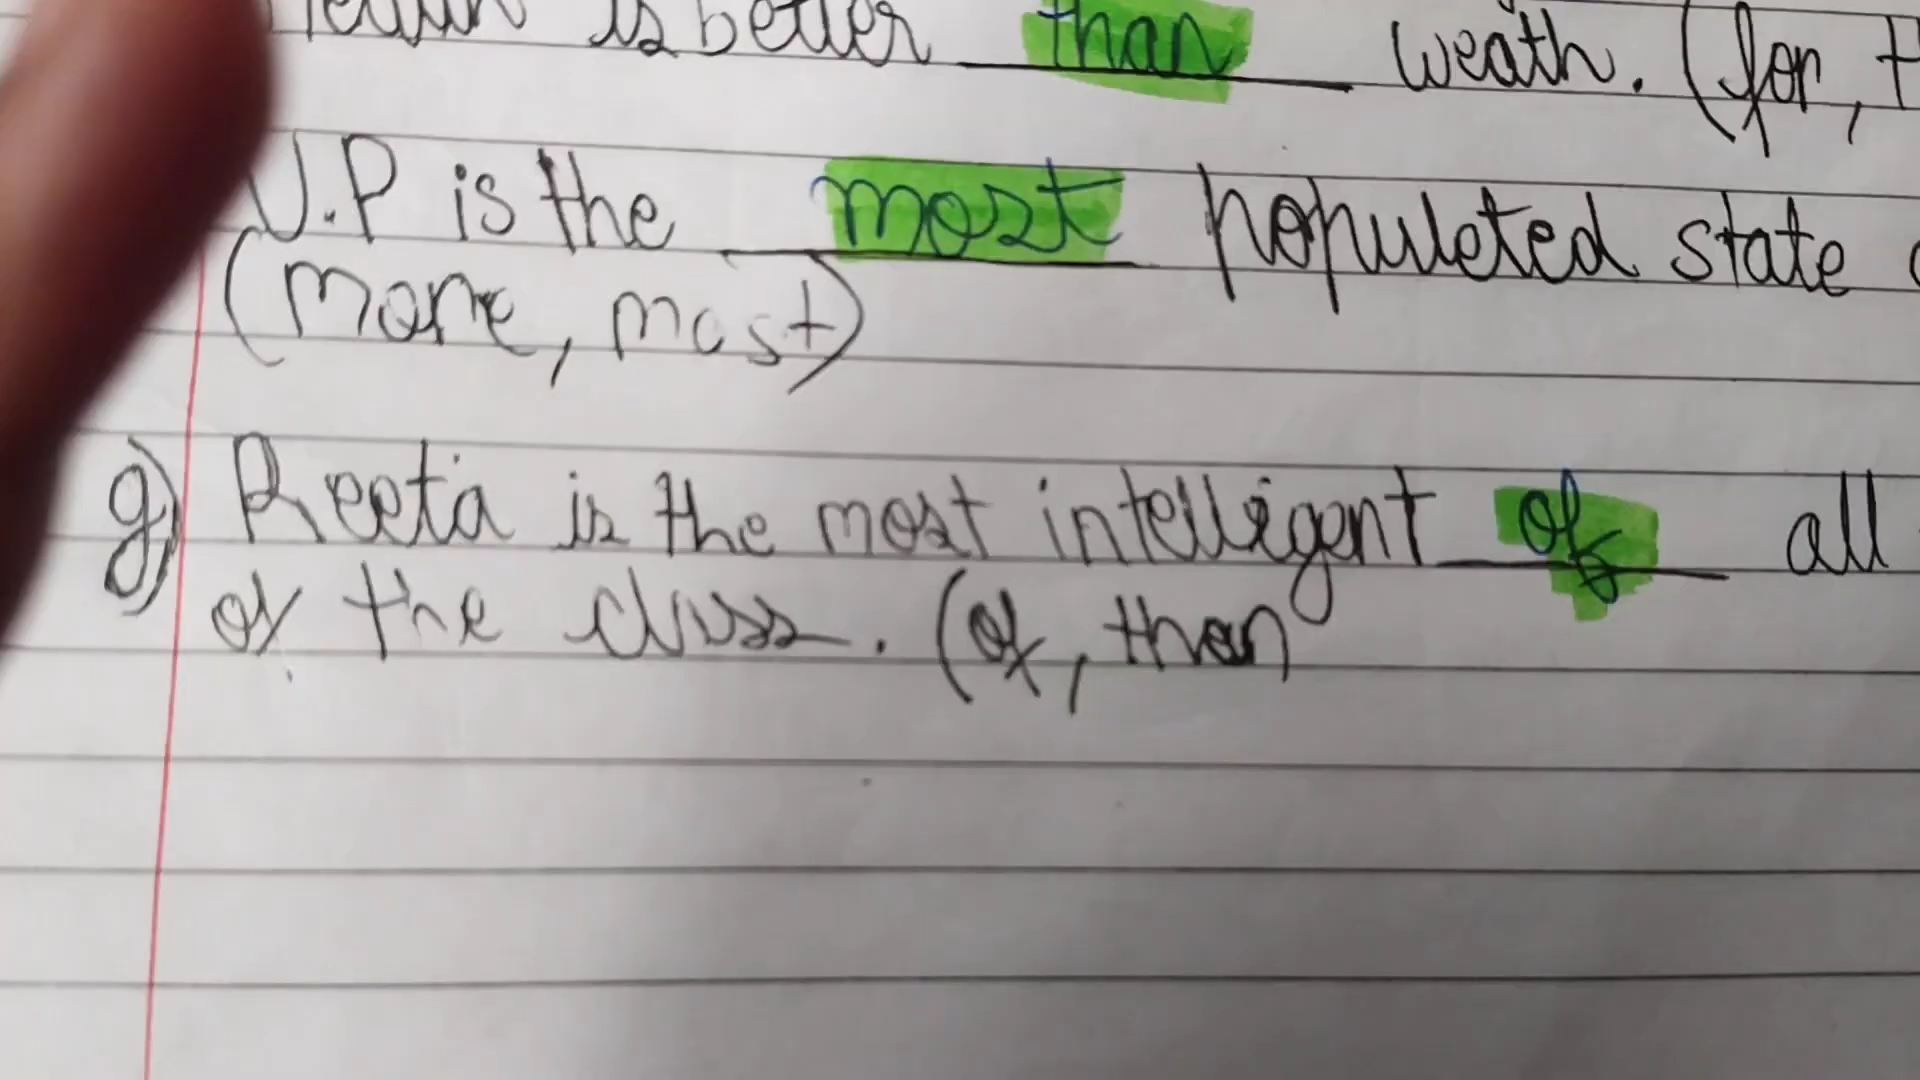 is better than weath. (for,
U.P is the most populeted state
(more, most)
g) Reeta is the most intelligent of all
of the class. (of, than